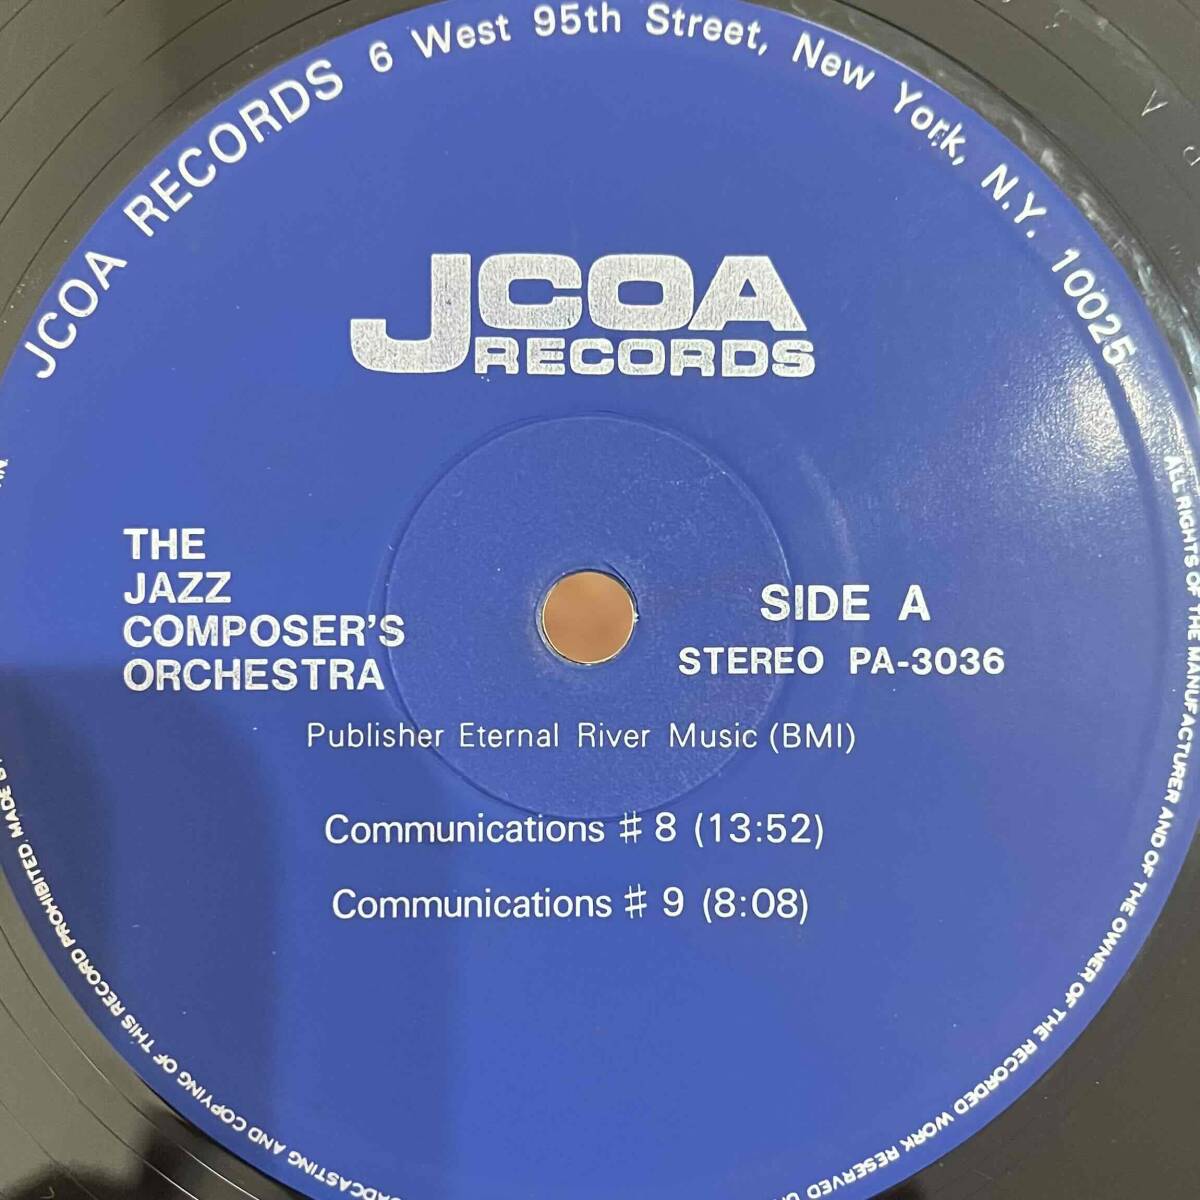 JCOA RECORDS 6 West 95th Street, New York, N.Y. 10025
JCOA
RECORDS
THE
JAZZ
COMPOSER'S
ORCHESTRA
SIDE A
STEREO PA-3036
Publisher Eternal River Music (BMI)
Communications #8 (13:52)
Communications #9 (8:08)
ALL RIGHTS OF THE MANUFACTURER AND OF THE OWNER OF THE RECORDED WORK RESERVED
AND COPYING OF THIS RECORD PROHIBITED. MADE